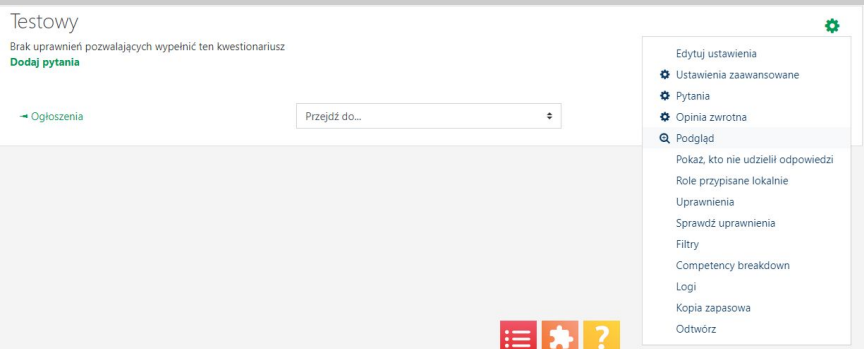 Testowy
Brak uprawnień pozwalających wypełnić ten kwestionariusz
Dodaj pytania
◄ Ogłoszenia
Przejdź do...
Edytuj ustawienia
Ustawienia zaawansowane
Pytania
Opinia zwrotna
Podgląd
Pokaż, kto nie udzielił odpowiedzi
Role przypisane lokalnie
Uprawnienia
Sprawdź uprawnienia
Filtry
Competency breakdown
Logi
Kopia zapasowa
Odtwórz
?